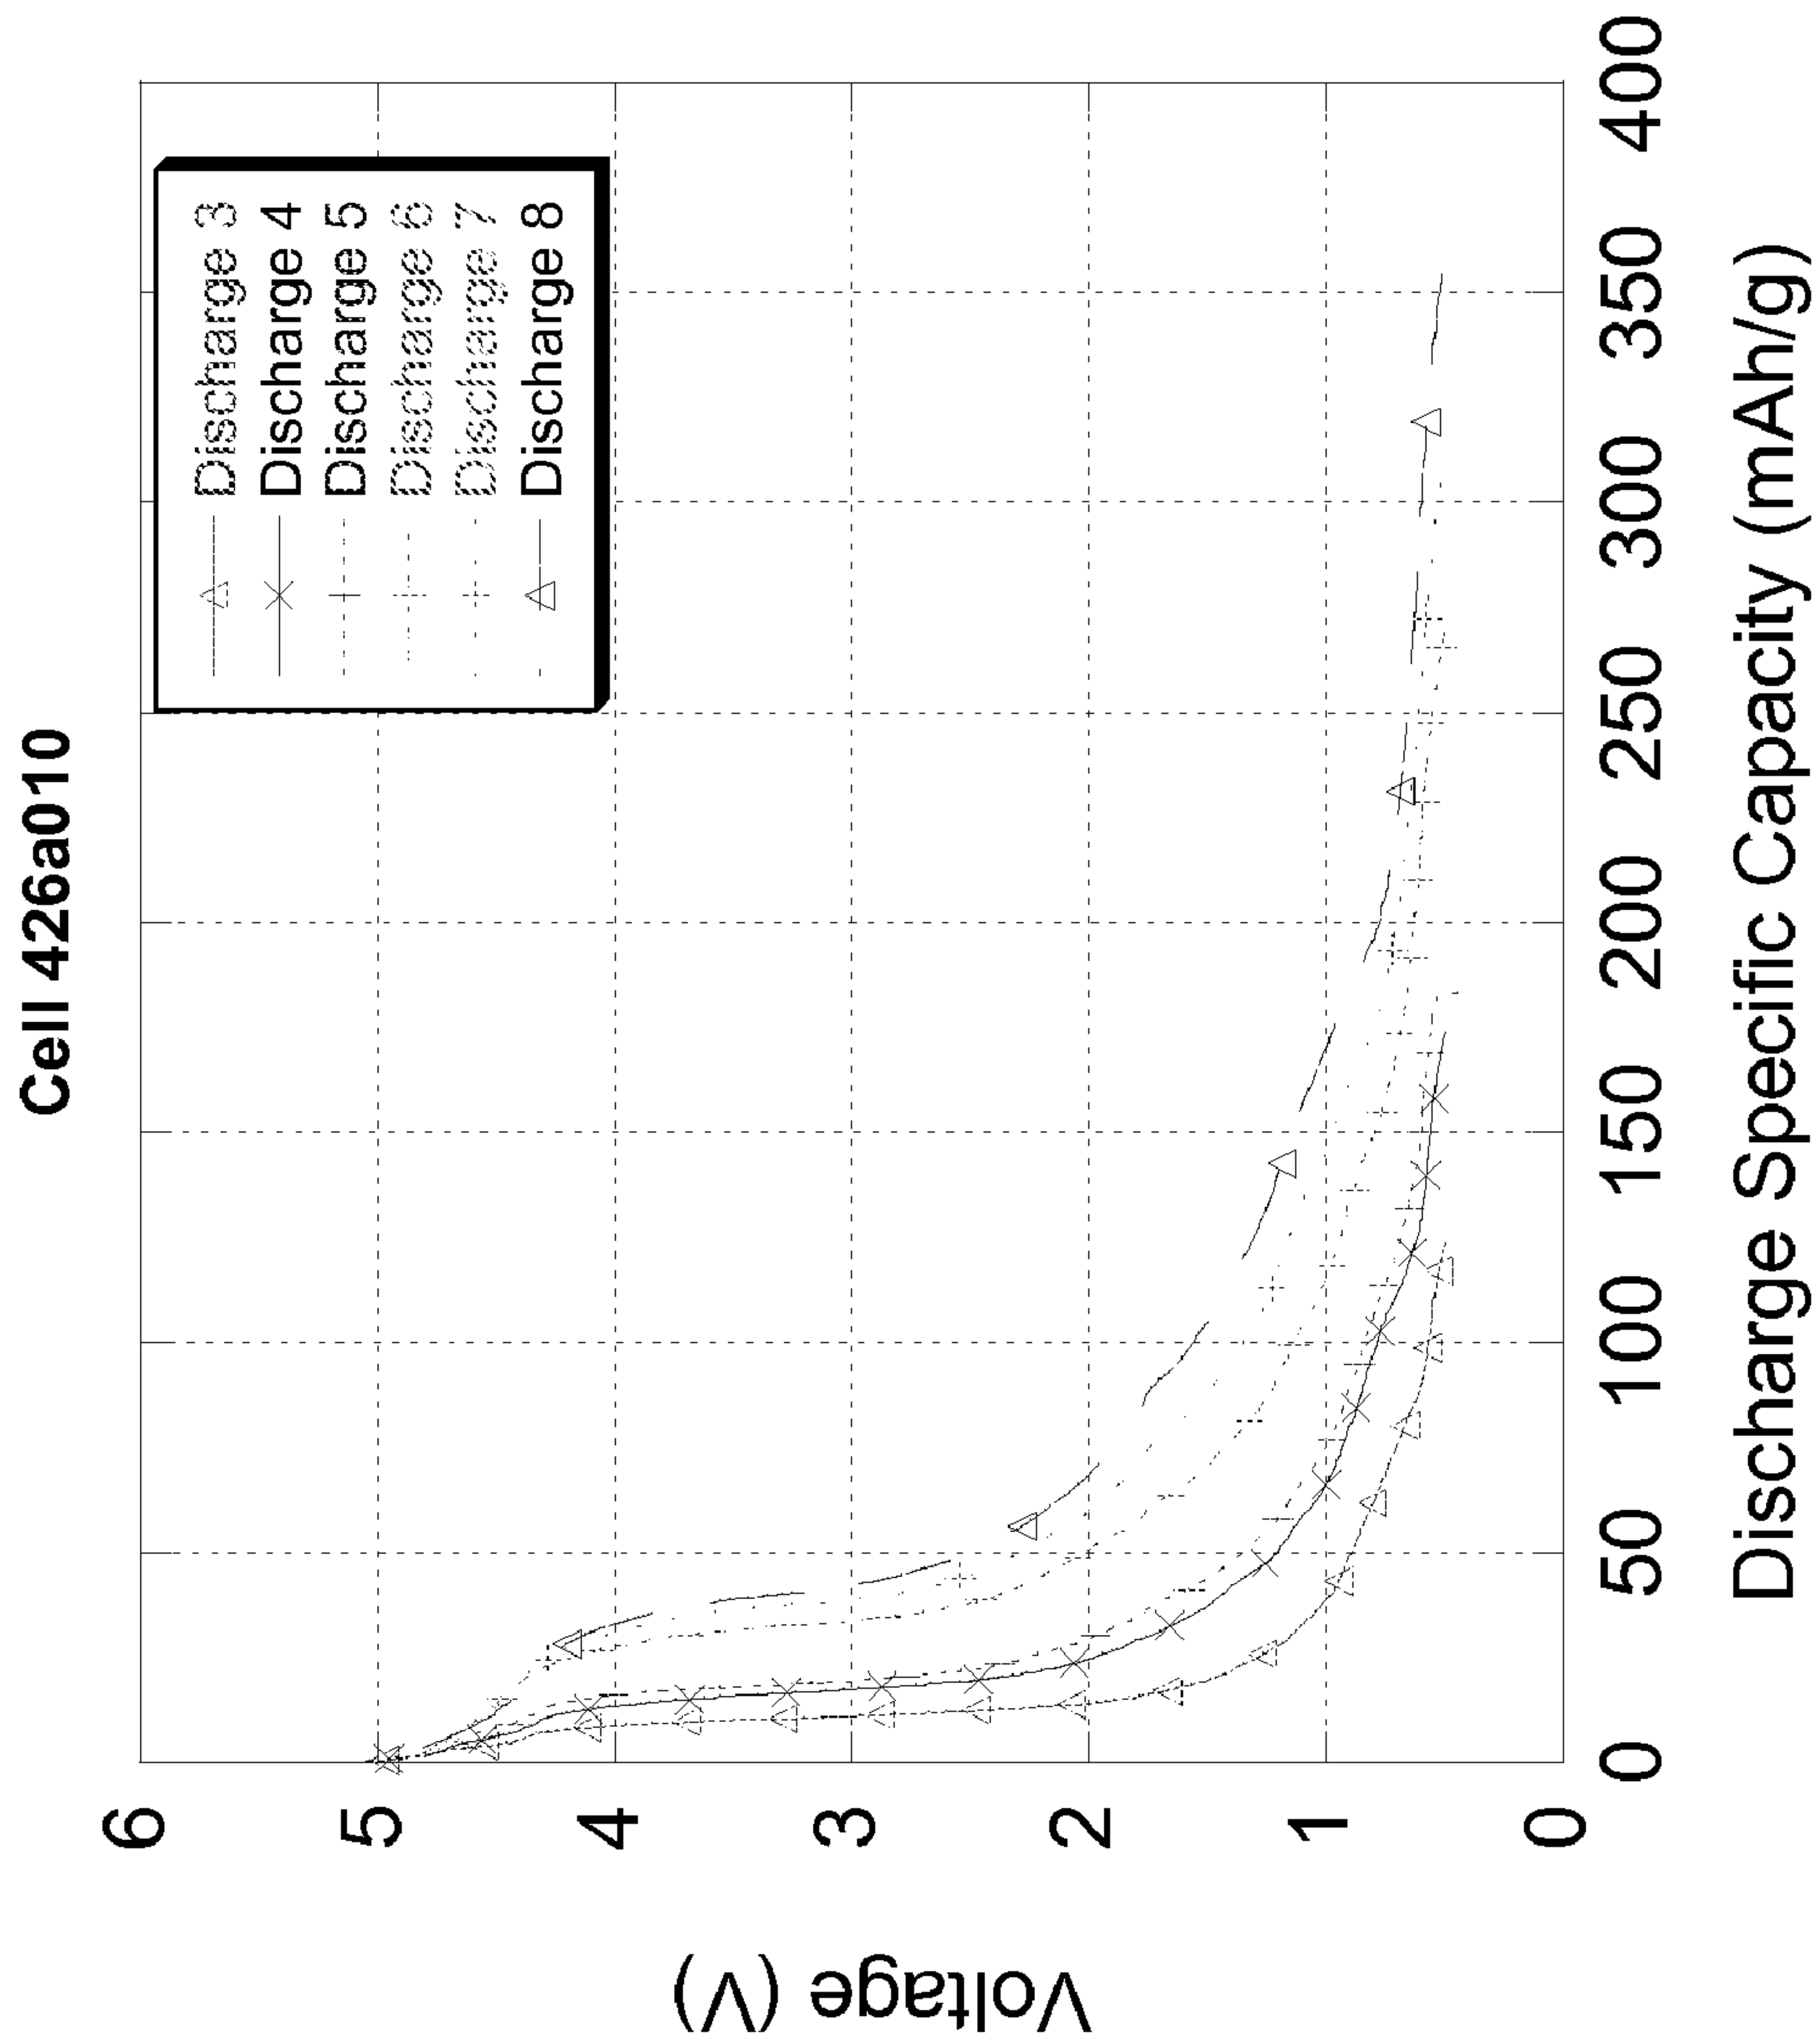 Cell 426a010
Voltage (V)
6
5
4
3
2
1
0
Discharge 3
Discharge 4
Discharge 5
Discharge 6
Discharge 7
Discharge 8
0 50 100 150 200 250 300 350 400
Discharge Specific Capacity (mAh/g)